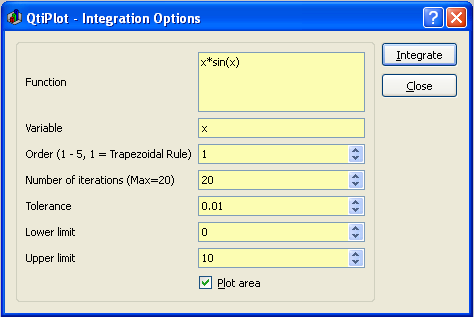 QtiPlot - Integration Options
Function
x*sin(x)
Integrate
Close
Variable
x
Order (1 - 5, 1 = Trapezoidal Rule)
1
Number of iterations (Max=20)
20
Tolerance
0.01
Lower limit
0
Upper limit
10
Plot area